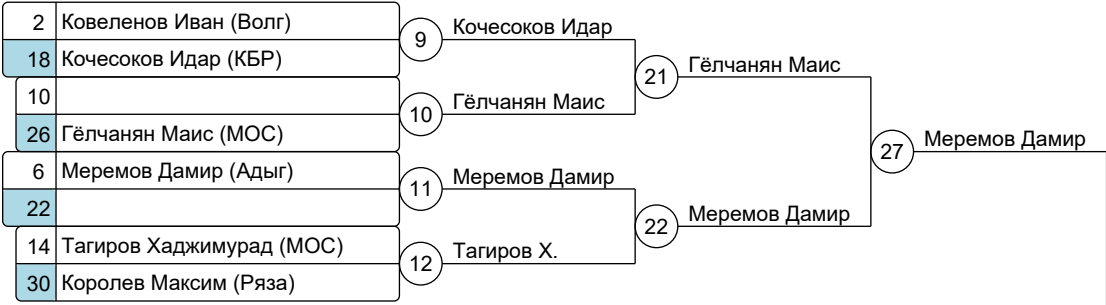 2 Ковеленов Иван (Волг)
18 Кочесоков Идар (КБР)
10
26 Гёлчанян Маис (МОС)
6 Меремов Дамир (Адыг)
22
14 Тагиров Хаджимурад (МОС)
30 Королев Максим (Ряза)
9 Кочесоков Идар
10 Гёлчанян Маис
11 Меремов Дамир
12 Тагиров Х.
21 Гёлчанян Маис
22 Меремов Дамир
27 Меремов Дамир